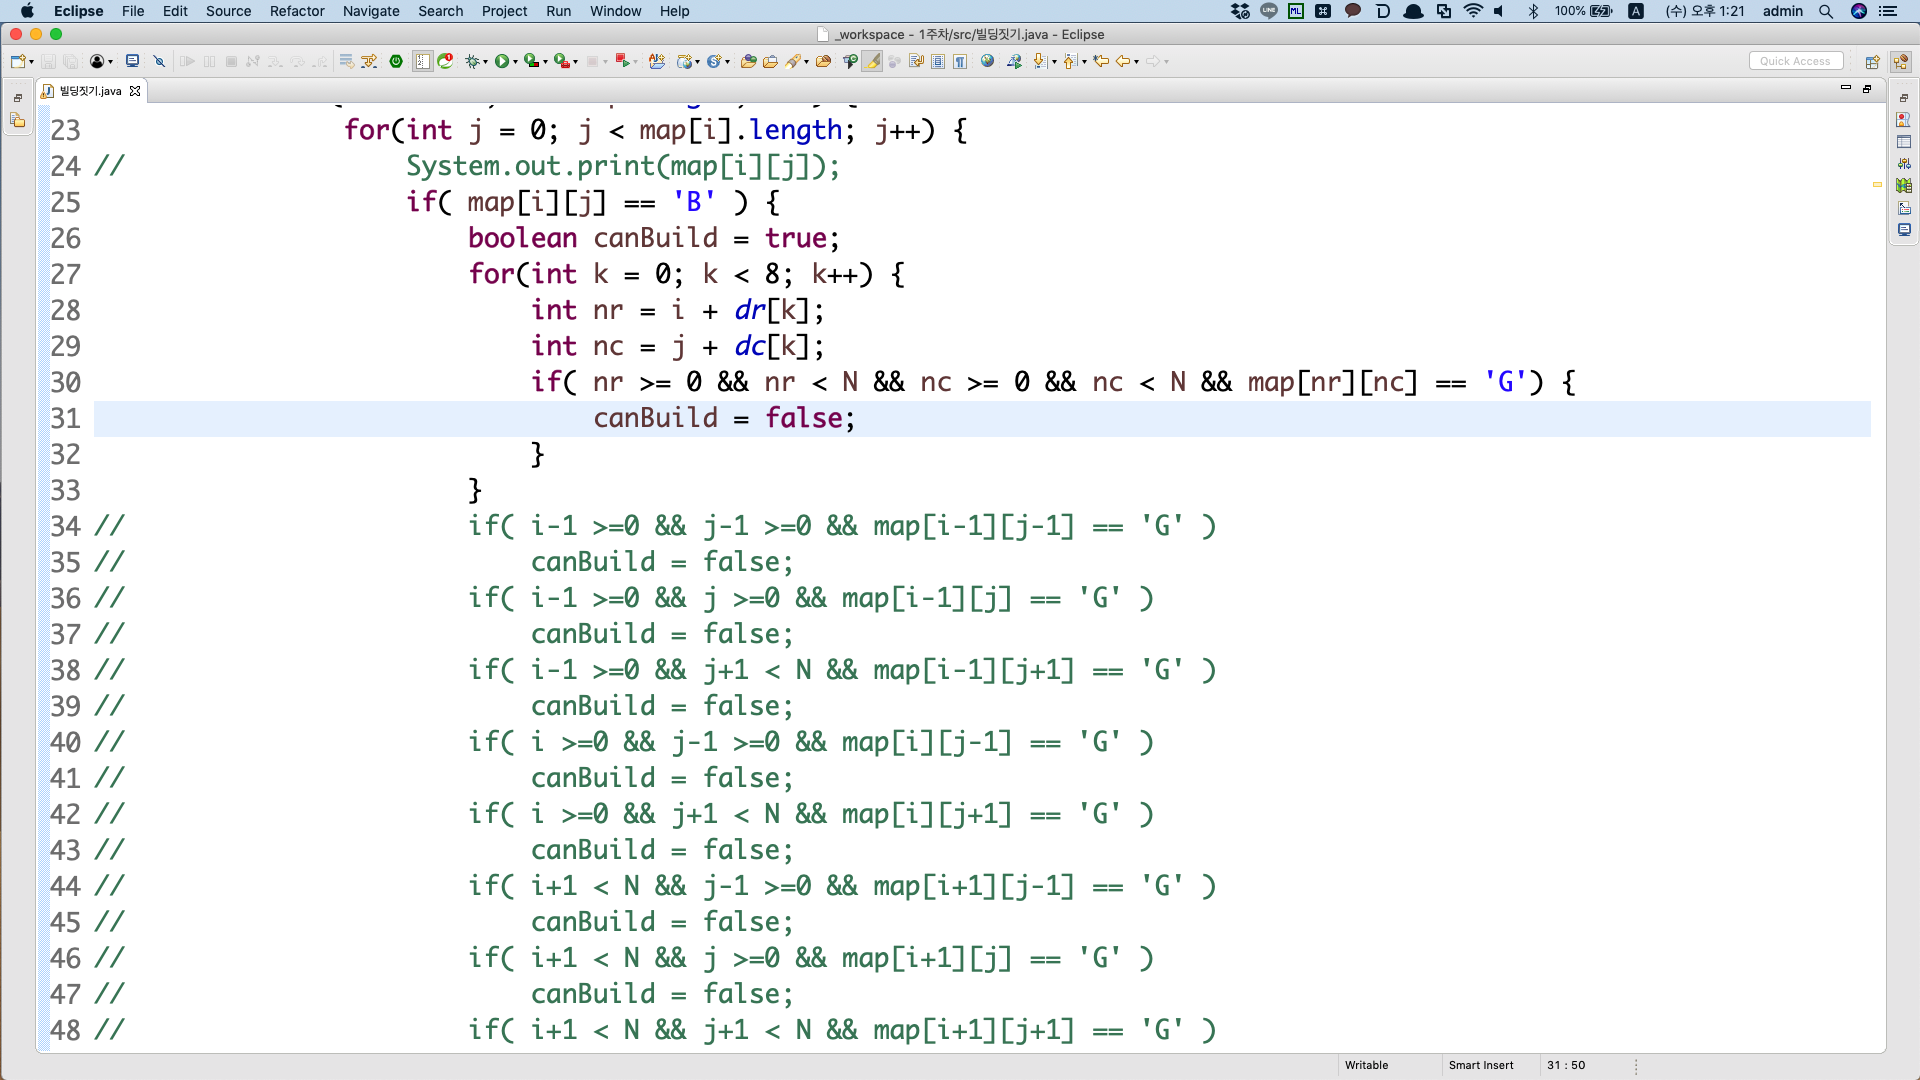 Eclipse File Edit Source Refactor Navigate Search Project Run Window Help 100% A (수) 오후 1:21 admin
_workspace - 1주차/src/빌딩짓기.java - Eclipse
Quick Access
빌딩짓기.java
23 for(int j = 0; j < map[i].length; j++) {
24 // System.out.print(map[i][j]);
25 if( map[i][j] == 'B' ) {
26 boolean canBuild = true;
27 for(int k = 0; k < 8; k++) {
28 int nr = i + dr[k];
29 int nc = j + dc[k];
30 if( nr >= 0 && nr < N && nc >= 0 && nc < N && map[nr][nc] == 'G') {
31 canBuild = false;
32 }
33 }
34 // if( i-1 >=0 && j-1 >=0 && map[i-1][j-1] == 'G' )
35 // canBuild = false;
36 // if( i-1 >=0 && j >=0 && map[i-1][j] == 'G' )
37 // canBuild = false;
38 // if( i-1 >=0 && j+1 < N && map[i-1][j+1] == 'G' )
39 // canBuild = false;
40 // if( i >=0 && j-1 >=0 && map[i][j-1] == 'G' )
41 // canBuild = false;
42 // if( i >=0 && j+1 < N && map[i][j+1] == 'G' )
43 // canBuild = false;
44 // if( i+1 < N && j-1 >=0 && map[i+1][j-1] == 'G' )
45 // canBuild = false;
46 // if( i+1 < N && j >=0 && map[i+1][j] == 'G' )
47 // canBuild = false;
48 // if( i+1 < N && j+1 < N && map[i+1][j+1] == 'G' )
Writable Smart Insert 31 : 50